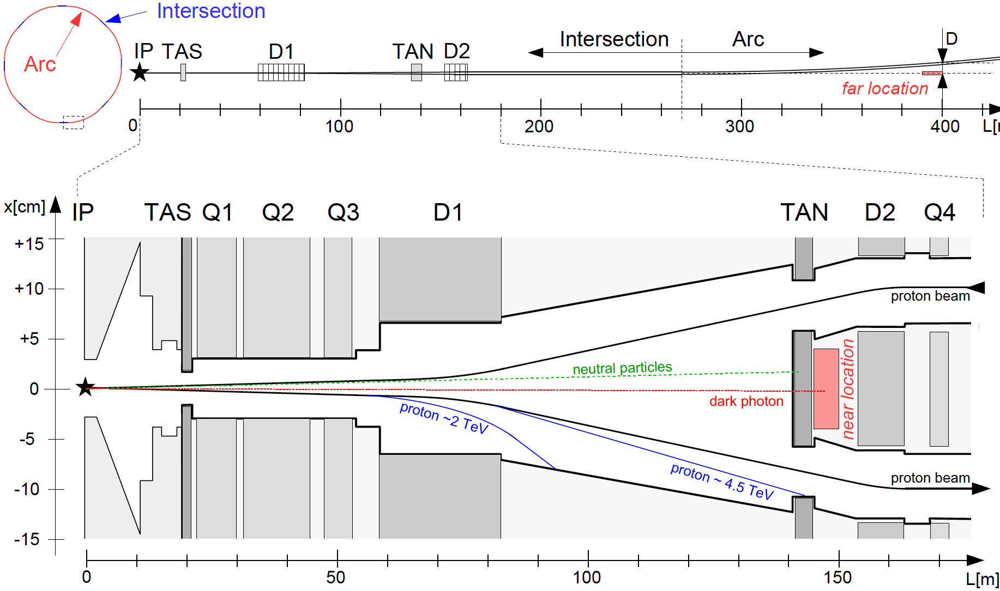 Intersection
Arc
IP TAS D1 TAN D2 Intersection Arc D
far location
0 100 200 300 400
x[cm] IP TAS Q1 Q2 Q3 D1 TAN D2 Q4
+15
+10
proton beam
+5
neutral particles
near location
0
dark photon
proton ~2 TeV
-5
proton ~ 4.5 TeV
proton beam
-10
-15
0 50 100 150 L[m]